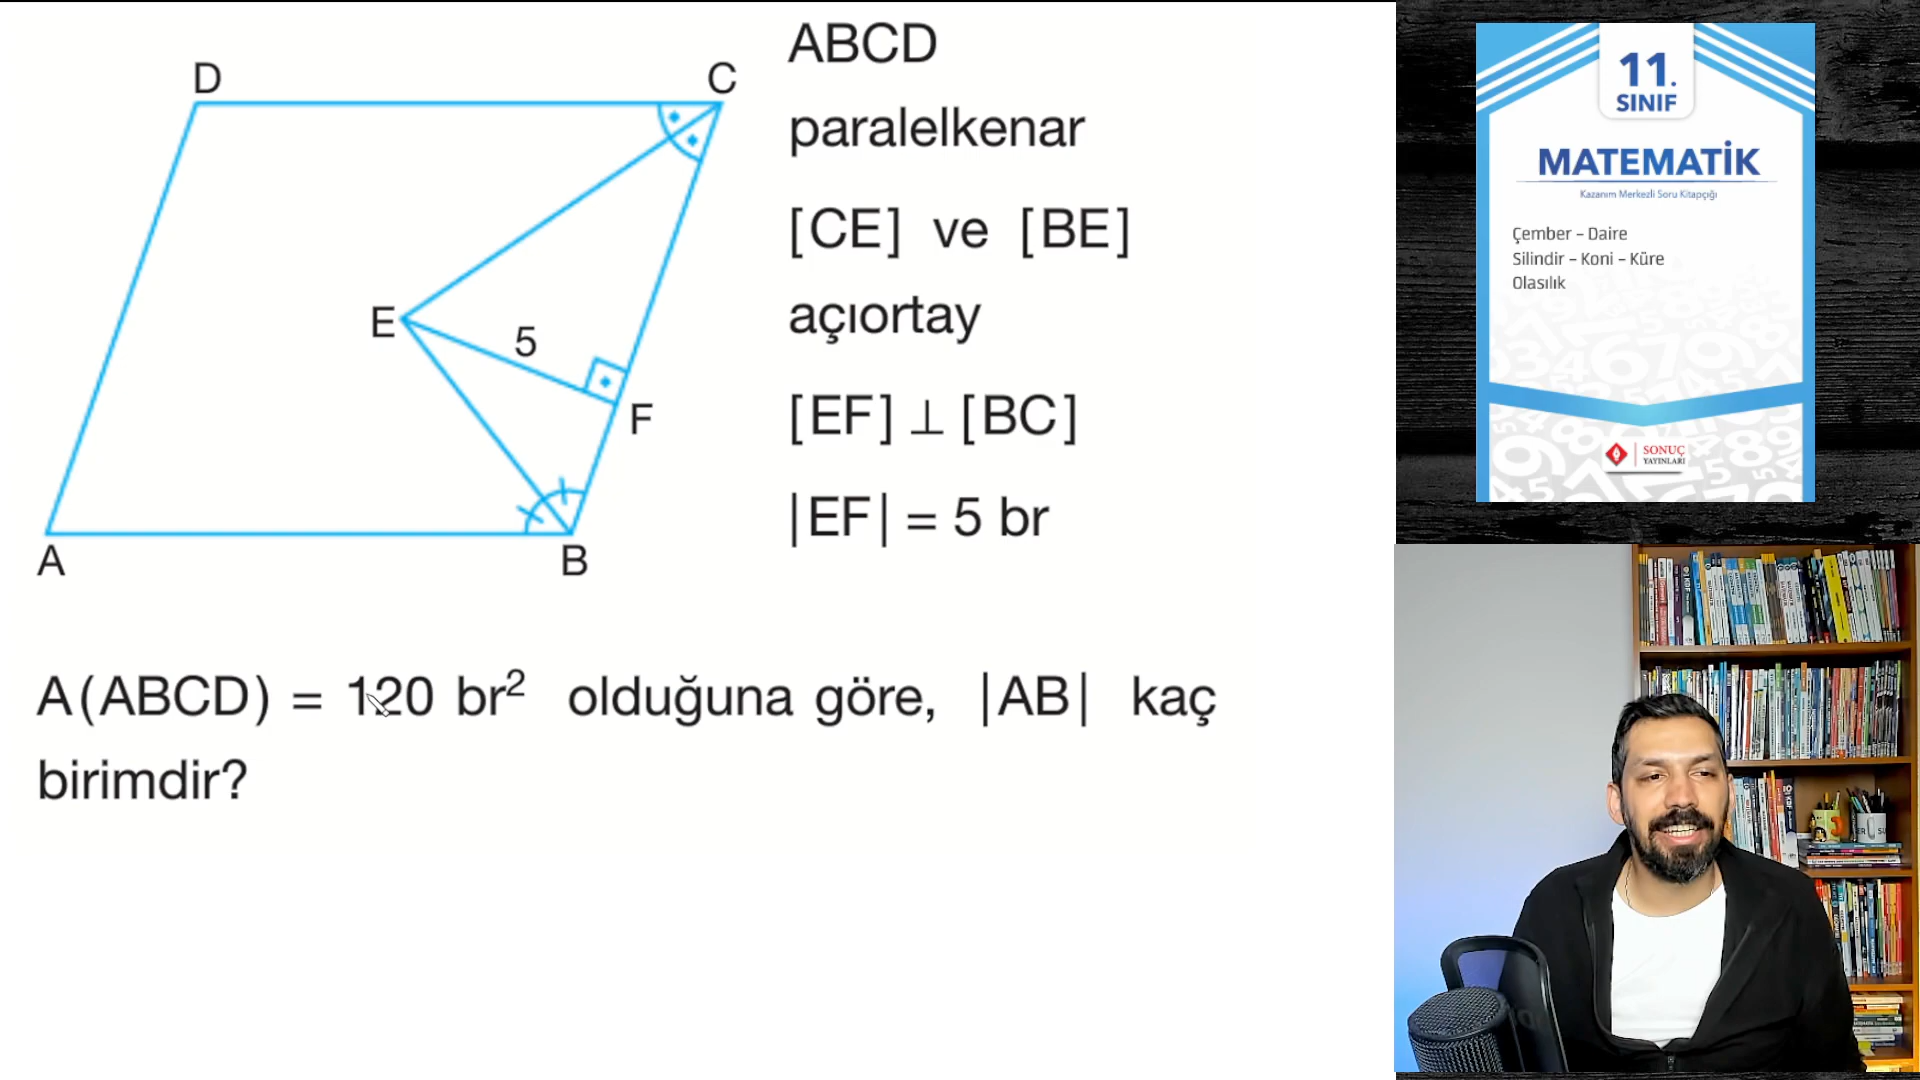 D
C
E
5
F
A
B
ABCD
paralelkenar
[CE] ve [BE]
açıortay
[EF] ⊥ [BC]
|EF| = 5 br
A(ABCD) = 120 br² olduğuna göre, |AB| kaç
birimdir?
11.
SINIF
MATEMATİK
Kazanım Merkezli Soru Kitapçığı
Çember – Daire
Silindir – Koni – Küre
Olasılık
SONUÇ
YAYINLARI